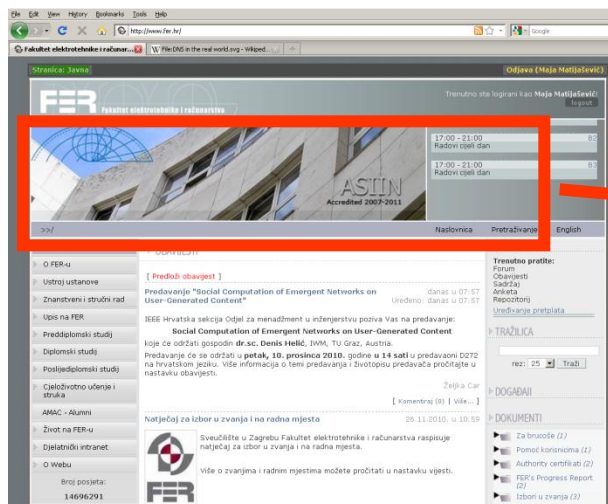 File Edit View History Bookmarks Tools Help
http://www.fer.hr/
Google
Fakultet elektrotehnike i računar...
File:DNS in the real world.svg - Wikiped...
Stranica: Javna
Odjava (Maja Matijašević)
FER
Fakultet elektrotehnike i računarstva
Trenutno ste logirani kao Maja Matijašević!
logout
17:00 - 21:00 B2
Radovi cijeli dan
17:00 - 21:00 B3
Radovi cijeli dan
ASIIN
Accredited 2007-2011
>>/
Naslovnica Pretraživanje English
OBAVIJESTI
O FER-u
Ustroj ustanove
Znanstveni i stručni rad
Upis na FER
Preddiplomski studij
Diplomski studij
Poslijediplomski studij
Cjeloživotno učenje i
struka
AMAC - Alumni
Život na FER-u
Djelatnički intranet
O Webu
Broj posjeta:
14696291
[ Predloži obavijest ]
Predavanje "Social Computation of Emergent Networks on
User-Generated Content"
danas u 07:57
Uređeno: danas u 07:57
IEEE Hrvatska sekcija Odjel za menadžment u inženjerstvu poziva Vas na predavanje:
Social Computation of Emergent Networks on User-Generated Content
koje će održati gospodin dr.sc. Denis Helić, IWM, TU Graz, Austria.
Predavanje će se održati u petak, 10. prosinca 2010. godine u 14 sati u predavaoni D272
na hrvatskom jeziku. Više informacija o temi predavanja i životopisu predavača pročitajte u
nastavku obavijesti.
Željka Car
[ Komentiraj (0) | Više... ]
Natječaj za izbor u zvanja i na radna mjesta
26.11.2010. u 10:59
Sveučilište u Zagrebu Fakultet elektrotehnike i računarstva raspisuje
natječaj za izbor u zvanja i na radna mjesta.
Više o zvanjima i radnim mjestima možete pročitati u nastavku vijesti.
FER
Trenutno pratite:
Forum
Obavijesti
Sadržaj
Anketa
Repozitorij
Uređivanje pretplata
TRAŽILICA
rez: 25 Traži
DOGAĐAJI
DOKUMENTI
Za brucoše (1)
Pomoć korisnicima (1)
Authority certifikati (2)
FER's Progress Report
(2)
Izbori u zvanja (3)